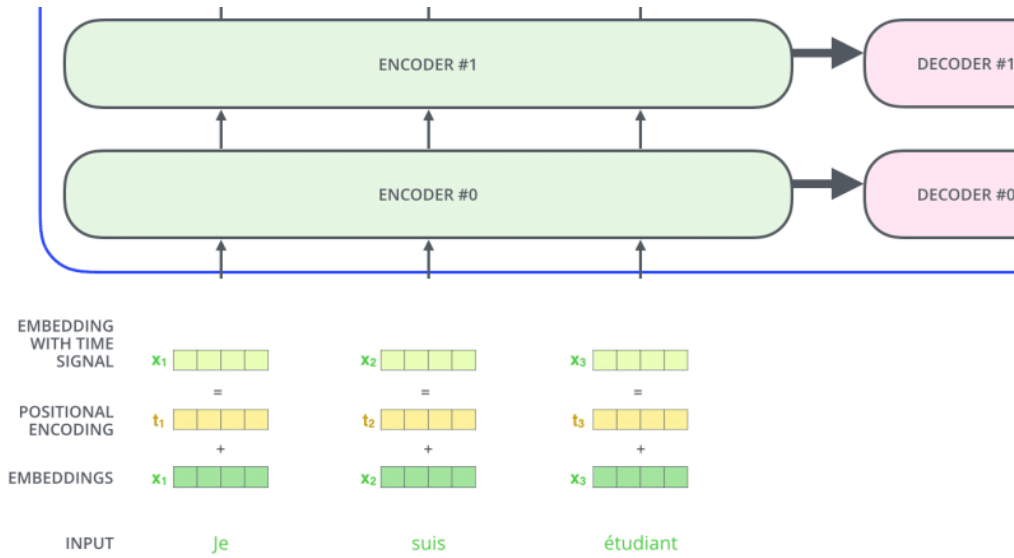 ENCODER #1
DECODER #1
ENCODER #0
DECODER #0
EMBEDDING
WITH TIME
SIGNAL
x₁ x₂ x₃
= = =
POSITIONAL
ENCODING
t₁ t₂ t₃
+ + +
EMBEDDINGS x₁ x₂ x₃
INPUT Je suis étudiant